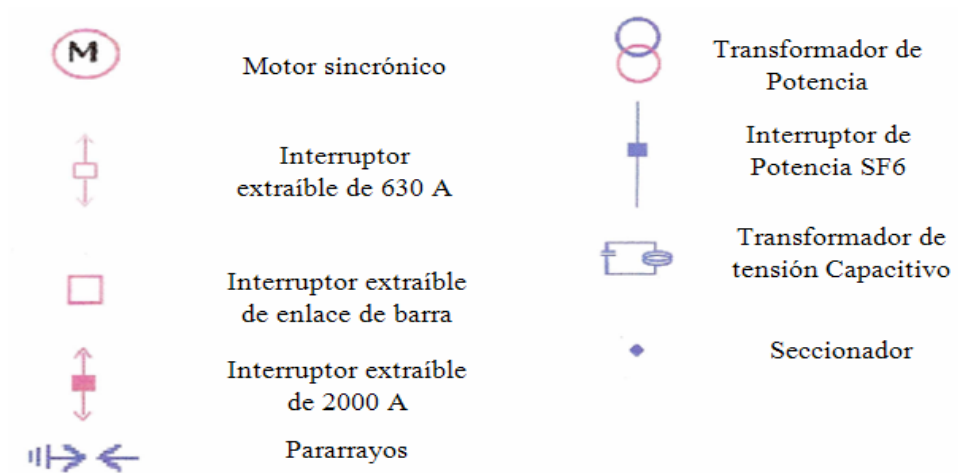 M
Motor sincrónico
Interruptor
extraíble de 630 A
Interruptor extraíble
de enlace de barra
Interruptor extraíble
de 2000 A
Pararrayos
Transformador de
Potencia
Interruptor de
Potencia SF6
Transformador de
tensión Capacitivo
Seccionador